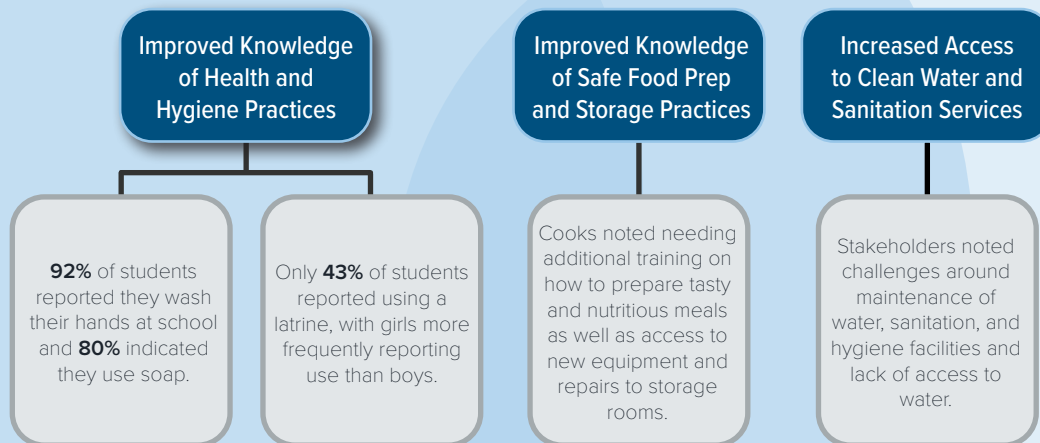 Improved Knowledge
of Health and
Hygiene Practices
92% of students
reported they wash
their hands at school
and 80% indicated
they use soap.
Only 43% of students
reported using a
latrine, with girls more
frequently reporting
use than boys.
Improved Knowledge
of Safe Food Prep
and Storage Practices
Cooks noted needing
additional training on
how to prepare tasty
and nutritious meals
as well as access to
new equipment and
repairs to storage
rooms.
Increased Access
to Clean Water and
Sanitation Services
Stakeholders noted
challenges around
maintenance of
water, sanitation, and
hygiene facilities and
lack of access to
water.